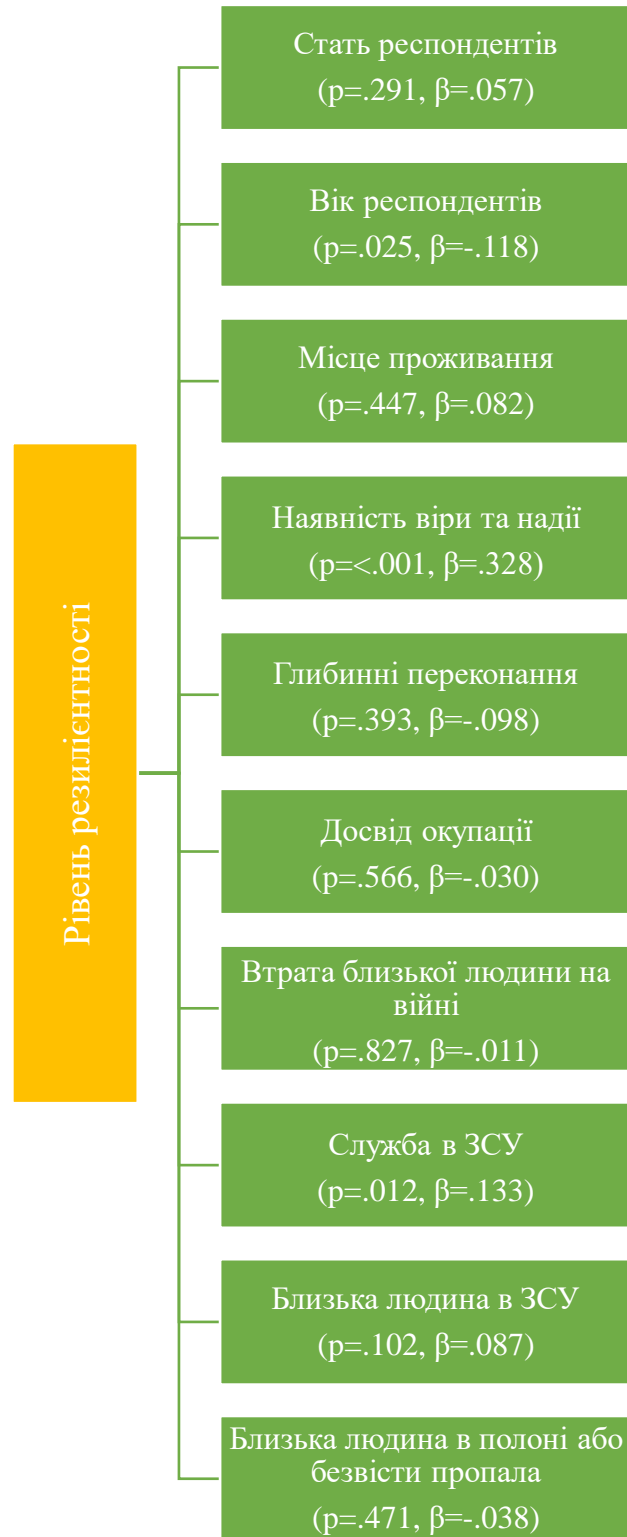 Рівень резилієнтності
Стать респондентів
(p=.291, β=.057)
Вік респондентів
(p=.025, β=-.118)
Місце проживання
(p=.447, β=.082)
Наявність віри та надії
(p=<.001, β=.328)
Глибинні переконання
(p=.393, β=-.098)
Досвід окупації
(p=.566, β=-.030)
Втрата близької людини на
війні
(p=.827, β=-.011)
Служба в ЗСУ
(p=.012, β=.133)
Близька людина в ЗСУ
(p=.102, β=.087)
Близька людина в полоні або
безвісти пропала
(p=.471, β=-.038)